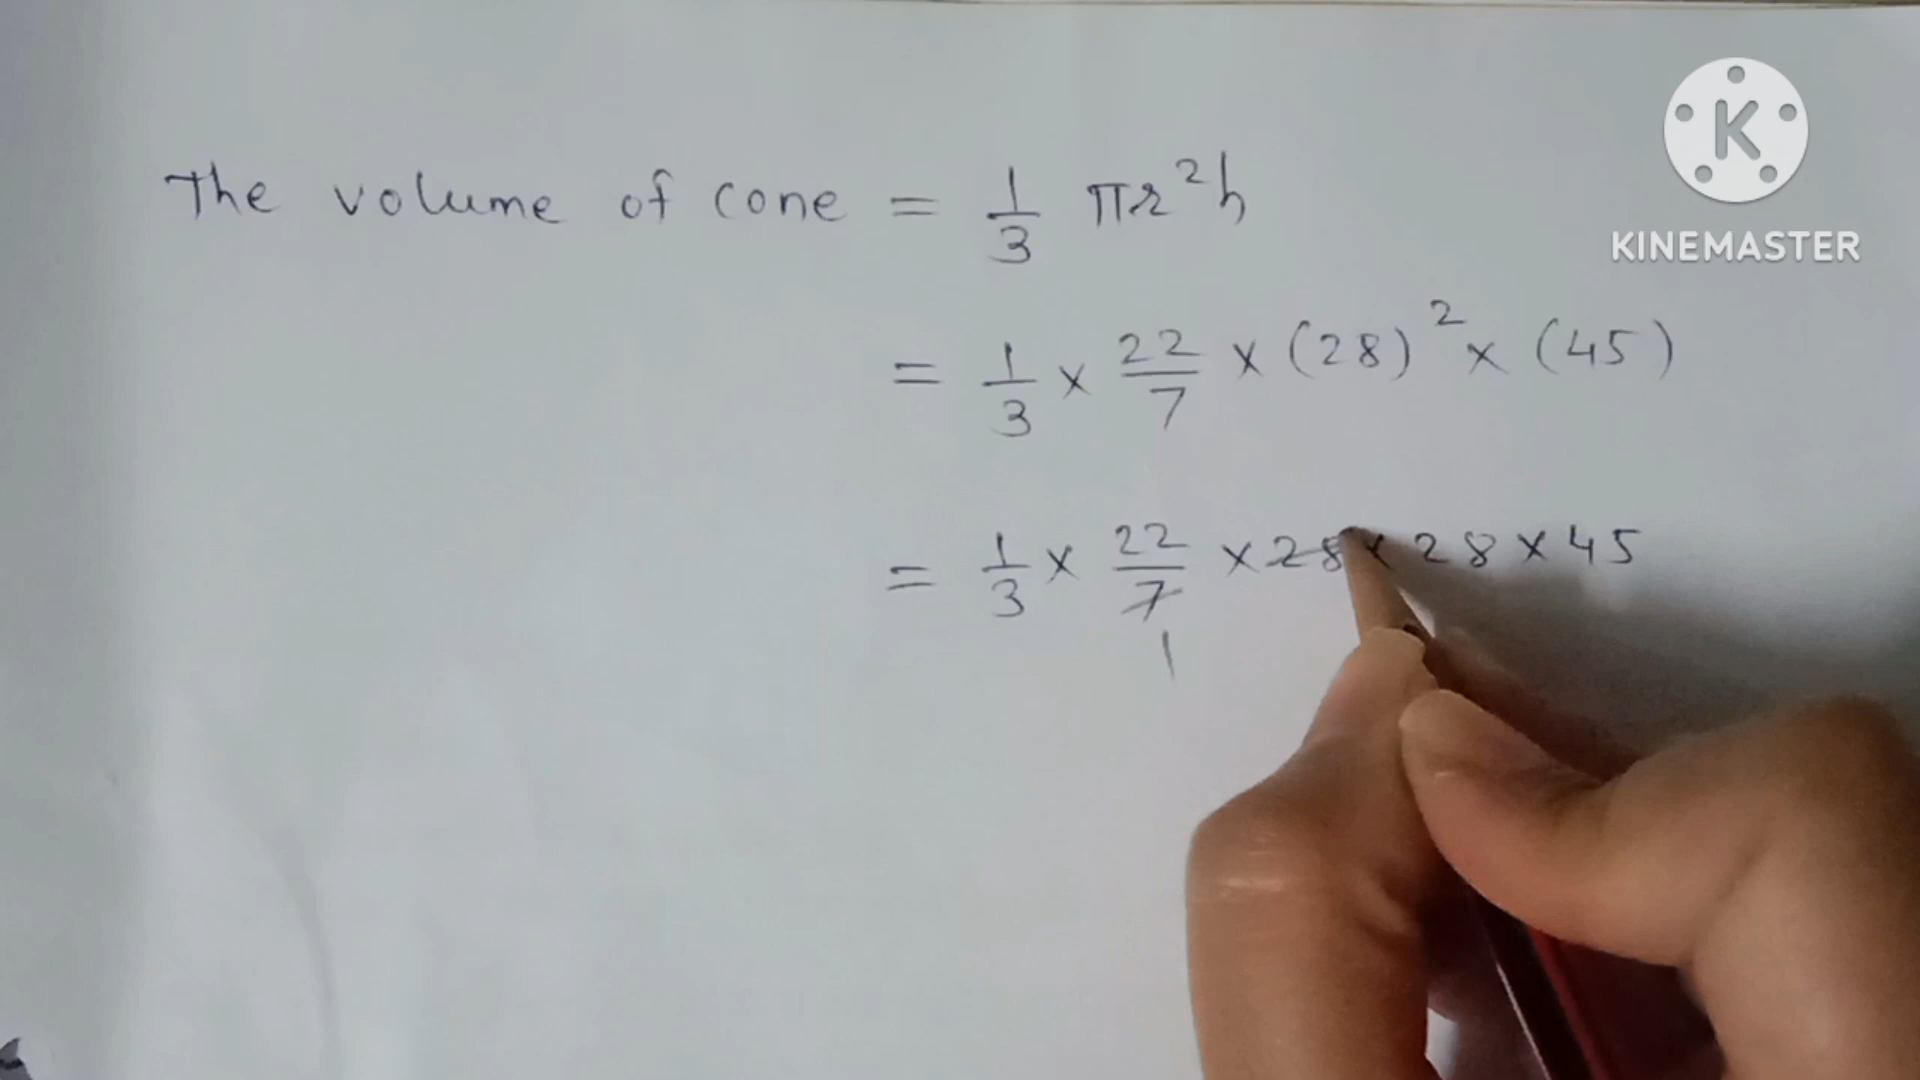 The volume of cone = 1/3 πr²h
KINEMASTER
= 1/3 × 22/7 × (28)² × (45)
= 1/3 × 22/7 × 28 × 28 × 45
1